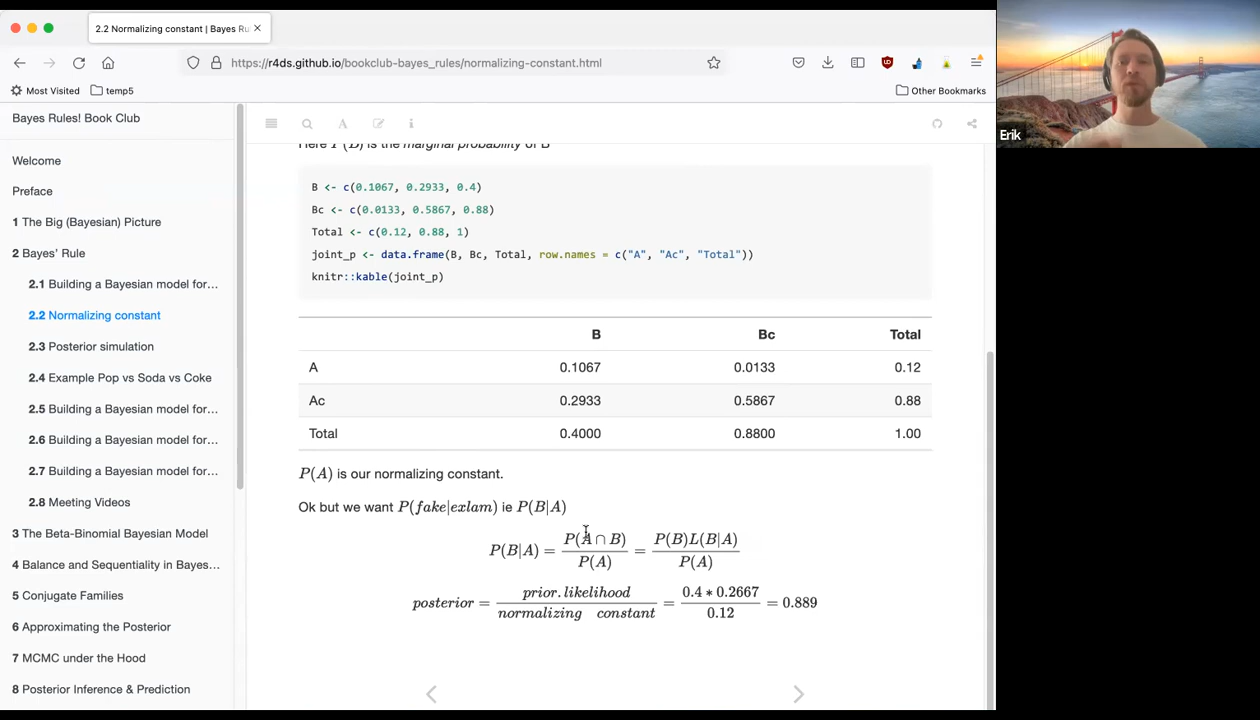 2.2 Normalizing constant | Bayes Ru
https://r4ds.github.io/bookclub-bayes_rules/normalizing-constant.html
Most Visited temp5 Other Bookmarks
Bayes Rules! Book Club
Welcome
Preface
1 The Big (Bayesian) Picture
2 Bayes' Rule
2.1 Building a Bayesian model for...
2.2 Normalizing constant
2.3 Posterior simulation
2.4 Example Pop vs Soda vs Coke
2.5 Building a Bayesian model for...
2.6 Building a Bayesian model for...
2.7 Building a Bayesian model for...
2.8 Meeting Videos
3 The Beta-Binomial Bayesian Model
4 Balance and Sequentiality in Bayes...
5 Conjugate Families
6 Approximating the Posterior
7 MCMC under the Hood
8 Posterior Inference & Prediction
Here P(B) is the marginal probability of B
B <- c(0.1067, 0.2933, 0.4)
Bc <- c(0.0133, 0.5867, 0.88)
Total <- c(0.12, 0.88, 1)
joint_p <- data.frame(B, Bc, Total, row.names = c("A", "Ac", "Total"))
knitr::kable(joint_p)
B Bc Total
A 0.1067 0.0133 0.12
Ac 0.2933 0.5867 0.88
Total 0.4000 0.8800 1.00
P(A) is our normalizing constant.
Ok but we want P(fake|exlam) ie P(B|A)
P(B|A) = P(A ∩ B) / P(A) = P(B)L(B|A) / P(A)
posterior = prior.likelihood / normalizing constant = 0.4 * 0.2667 / 0.12 = 0.889
Erik